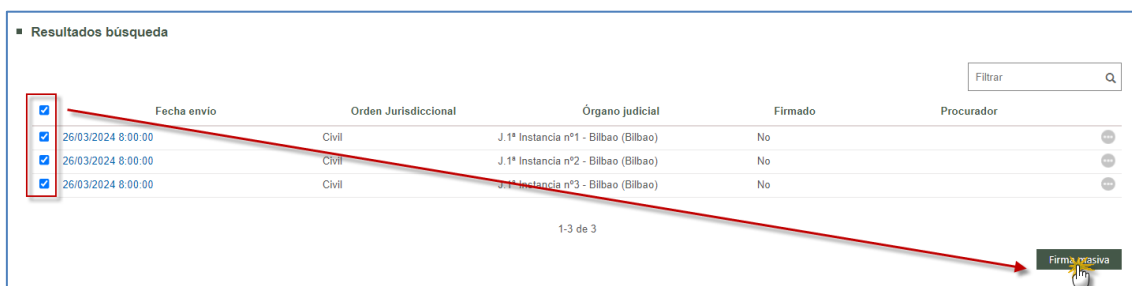 Resultados búsqueda
Filtrar
Fecha envío Orden Jurisdiccional Órgano judicial Firmado Procurador
26/03/2024 8:00:00 Civil J.1ª Instancia nº1 - Bilbao (Bilbao) No
26/03/2024 8:00:00 Civil J.1ª Instancia nº2 - Bilbao (Bilbao) No
26/03/2024 8:00:00 Civil J.1ª Instancia nº3 - Bilbao (Bilbao) No
1-3 de 3
Firma masiva